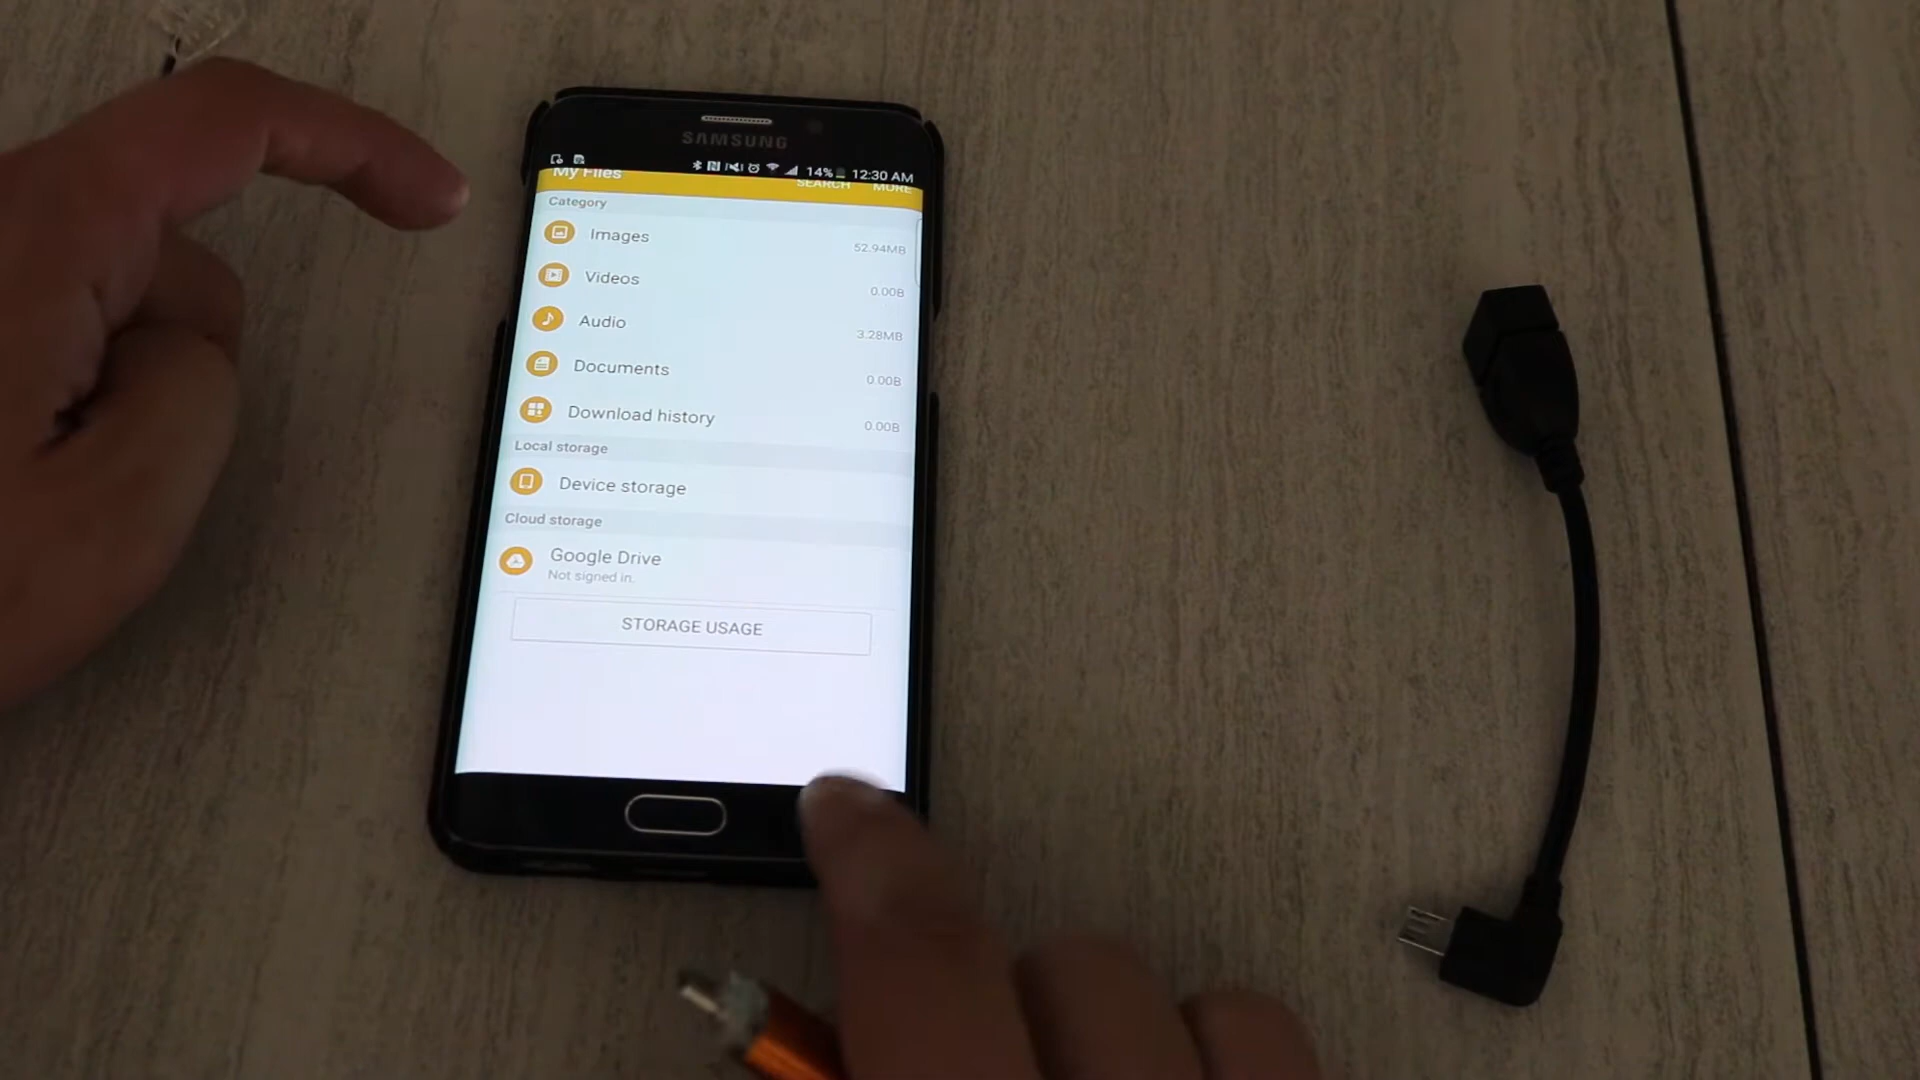 SAMSUNG
14% 12:30 AM
My Files SEARCH MORE
Category
Images 52.94MB
Videos 0.00B
Audio 3.28MB
Documents 0.00B
Download history 0.00B
Local storage
Device storage
Cloud storage
Google Drive
Not signed in.
STORAGE USAGE